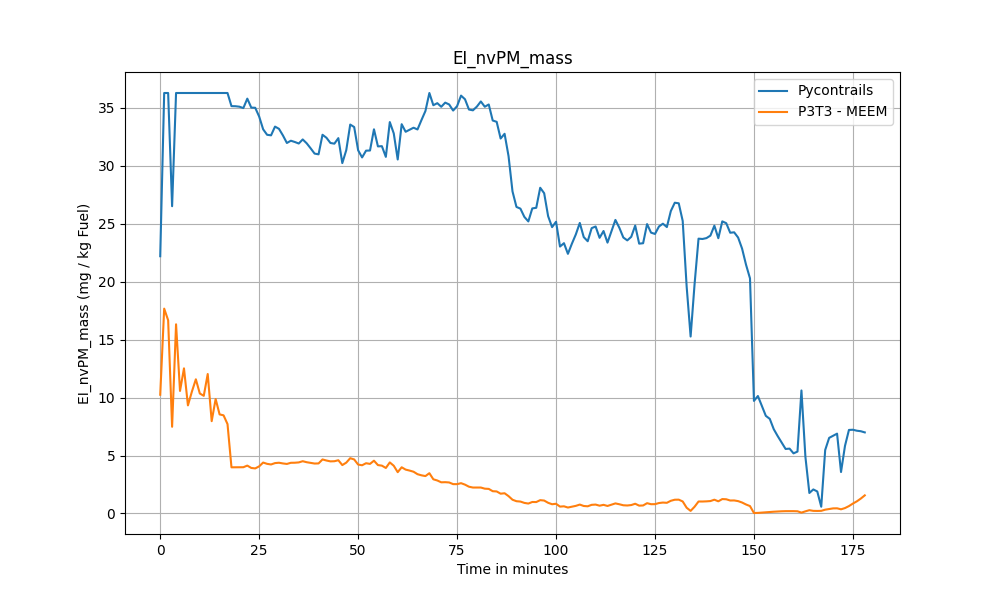 EI_nvPM_mass
Pycontrails
P3T3 - MEEM
EI_nvPM_mass (mg / kg Fuel)
35
30
25
20
15
10
5
0
0 25 50 75 100 125 150 175
Time in minutes